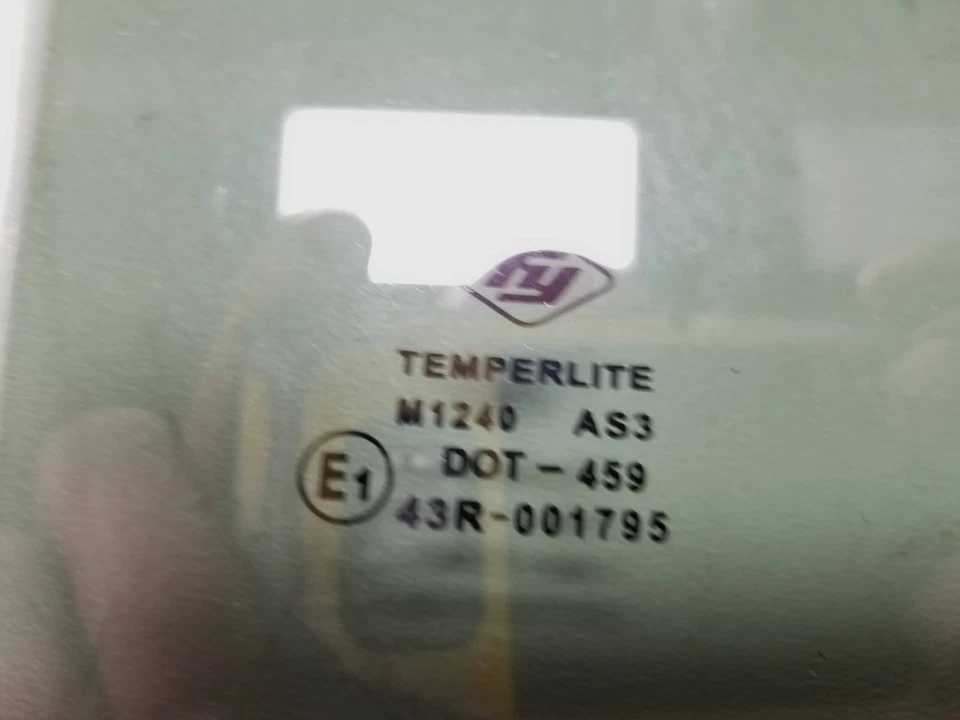 TEMPERLITE
M1240 AS3
DOT-459
E1
43R-001795